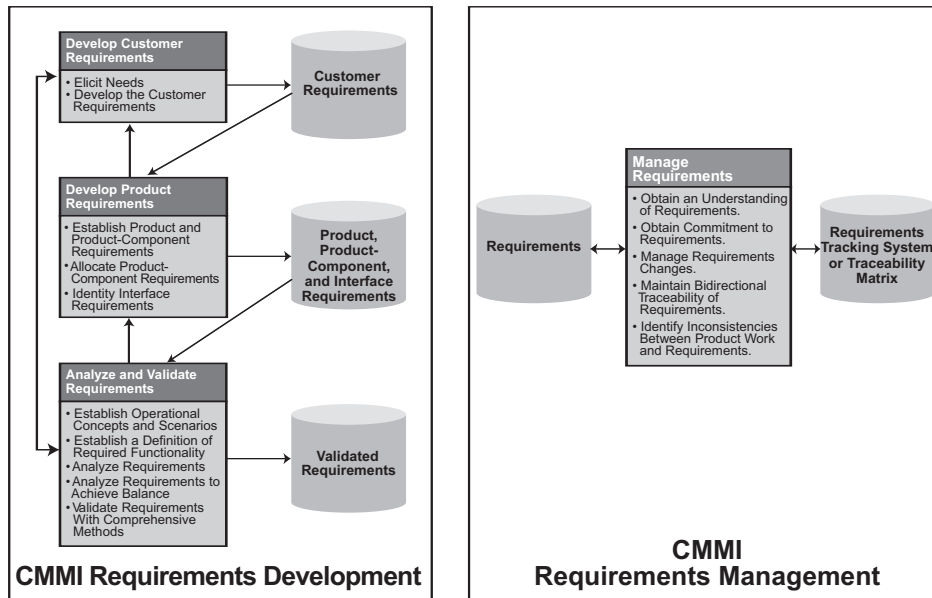 Develop Customer
Requirements
• Elicit Needs
• Develop the Customer
Requirements
Customer
Requirements
Develop Product
Requirements
• Establish Product and
Product-Component
Requirements
• Allocate Product-
Component Requirements
• Identity Interface
Requirements
Product,
Product-
Component,
and Interface
Requirements
Analyze and Validate
Requirements
• Establish Operational
Concepts and Scenarios
• Establish a Definition of
Required Functionality
• Analyze Requirements
• Analyze Requirements to
Achieve Balance
• Validate Requirements
With Comprehensive
Methods
Validated
Requirements
CMMI Requirements Development
Requirements
Manage
Requirements
• Obtain an Understanding
of Requirements.
• Obtain Commitment to
Requirements.
• Manage Requirements
Changes.
• Maintain Bidirectional
Traceability of
Requirements.
• Identify Inconsistencies
Between Product Work
and Requirements.
Requirements
Tracking System
or Traceability
Matrix
CMMI
Requirements Management